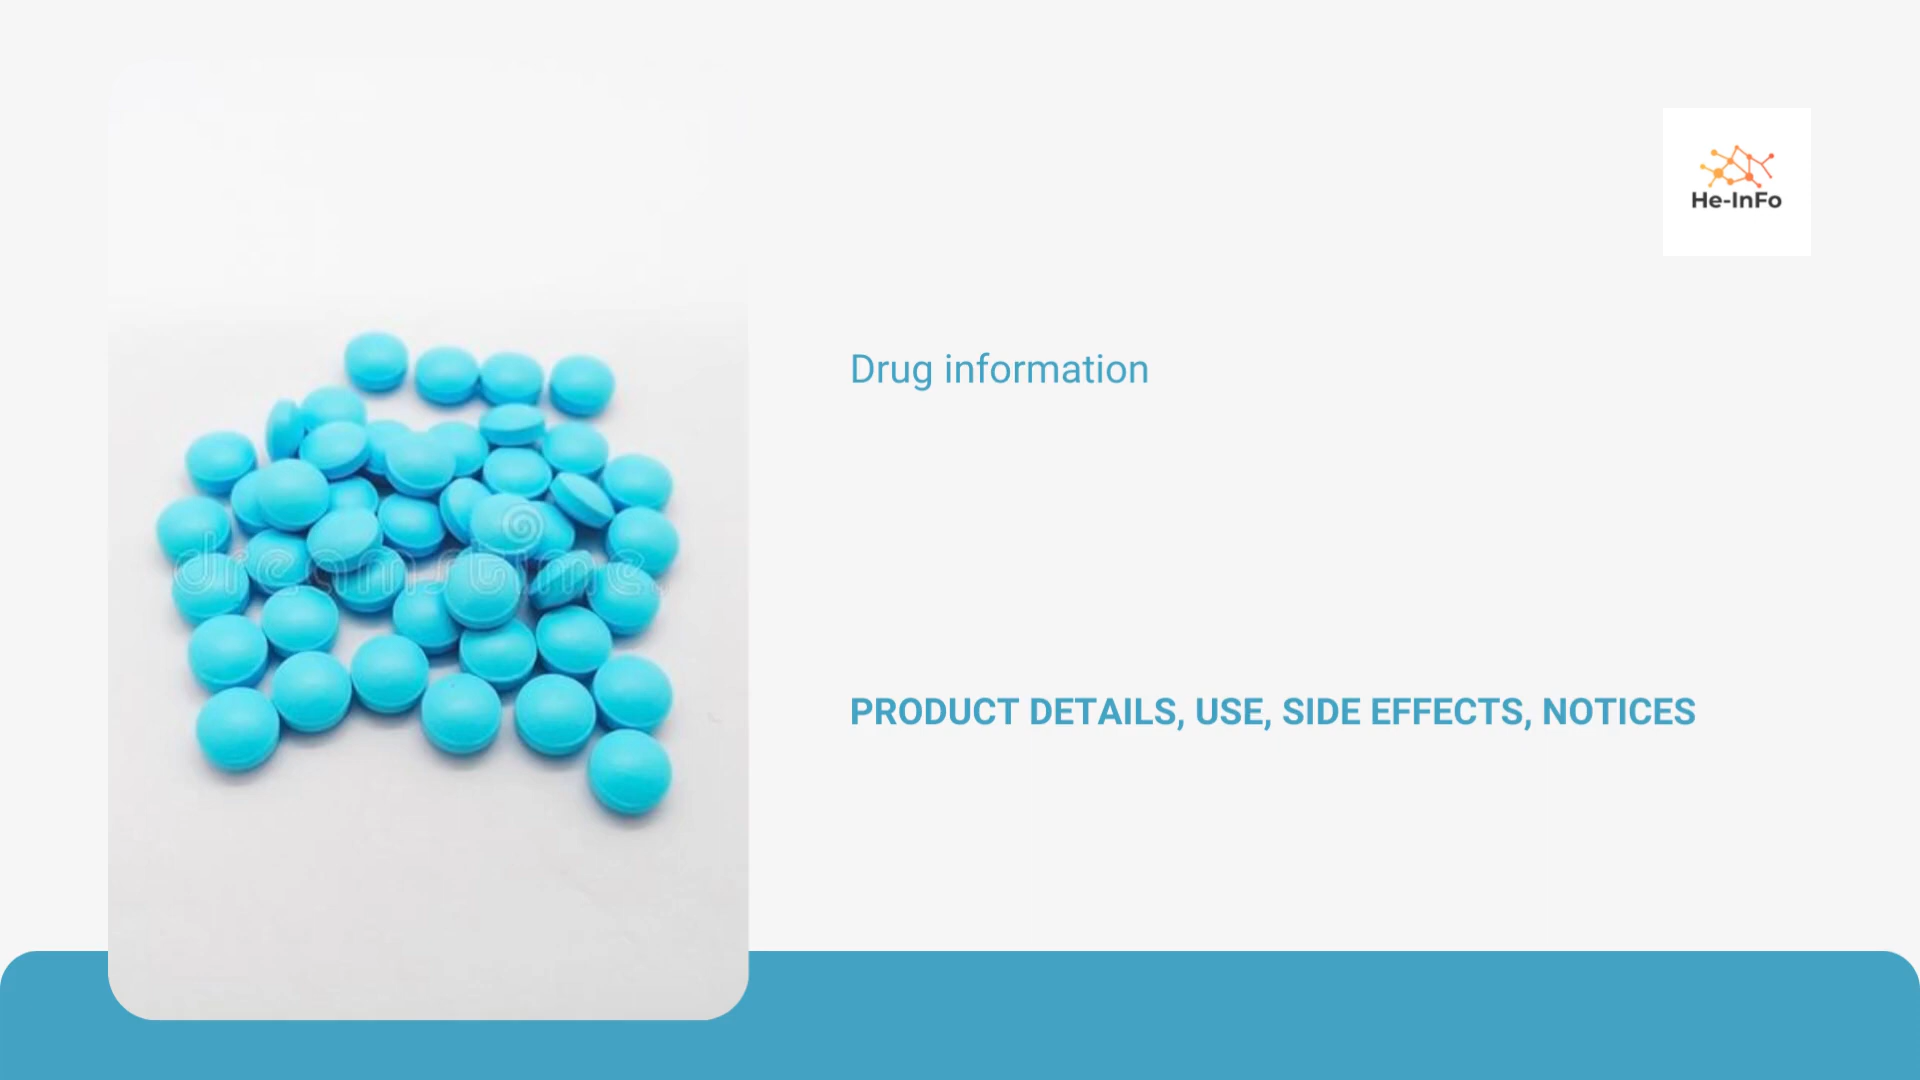 He-InFo
Drug information
dreamstime
PRODUCT DETAILS, USE, SIDE EFFECTS, NOTICES